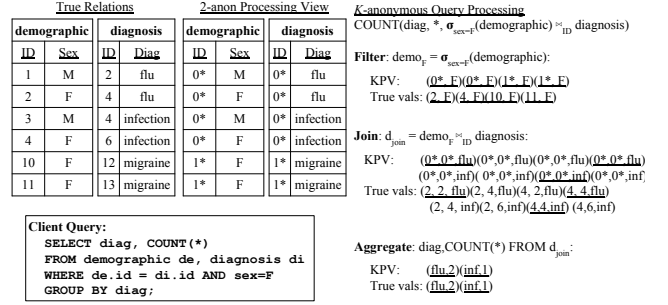 True Relations
2-anon Processing View
demographic diagnosis demographic diagnosis
ID Sex ID Diag ID Sex ID Diag
1 M 2 flu 0* M 0* flu
2 F 4 flu 0* F 0* flu
3 M 4 infection 0* M 0* infection
4 F 6 infection 0* F 0* infection
10 F 12 migraine 1* F 1* migraine
11 F 13 migraine 1* F 1* migraine
Client Query:
SELECT diag, COUNT(*)
FROM demographic de, diagnosis di
WHERE de.id = di.id AND sex=F
GROUP BY diag;
K-anonymous Query Processing
COUNT(diag, *, σsex=F(demographic) ⋈ID diagnosis)
Filter: demoF = σsex=F(demographic):
KPV: (0*, F)(0*, F)(1*, F)(1*, F)
True vals: (2, F)(4, F)(10, F)(11, F)
Join: djoin = demoF ⋈ID diagnosis:
KPV: (0*,0*,flu)(0*,0*,flu)(0*,0*,flu)(0*,0*,flu)
(0*,0*,inf)( 0*,0*,inf)(0*,0*,inf)(0*,0*,inf)
True vals: (2, 2, flu)(2, 4,flu)(4, 2,flu)(4, 4,flu)
(2, 4, inf)(2, 6,inf)(4,4,inf) (4,6,inf)
Aggregate: diag,COUNT(*) FROM djoin:
KPV: (flu,2)(inf,1)
True vals: (flu,2)(inf,1)